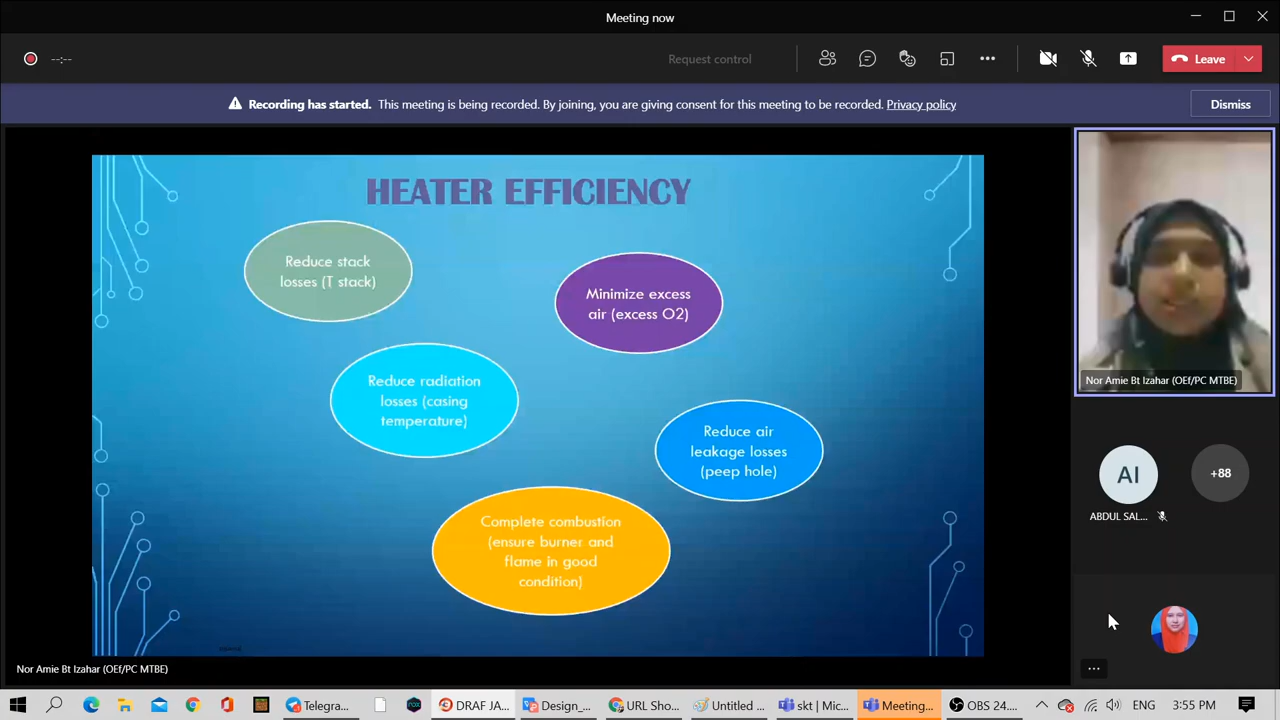 Meeting now
--:--
Request control
Leave
Recording has started. This meeting is being recorded. By joining, you are giving consent for this meeting to be recorded. Privacy policy
Dismiss
HEATER EFFICIENCY
Reduce stack
losses (T stack)
Minimize excess
air (excess O2)
Reduce radiation
losses (casing
temperature)
Reduce air
leakage losses
(peep hole)
Complete combustion
(ensure burner and
flame in good
condition)
Nor Amie Bt Izahar (OEf/PC MTBE)
Nor Amie Bt Izahar (OEf/PC MTBE)
AI
+88
ABDUL SAL...
Telegra...
DRAF JA...
Design_...
URL Sho...
Untitled ...
skt | Mic...
Meeting...
OBS 24....
ENG
3:55 PM